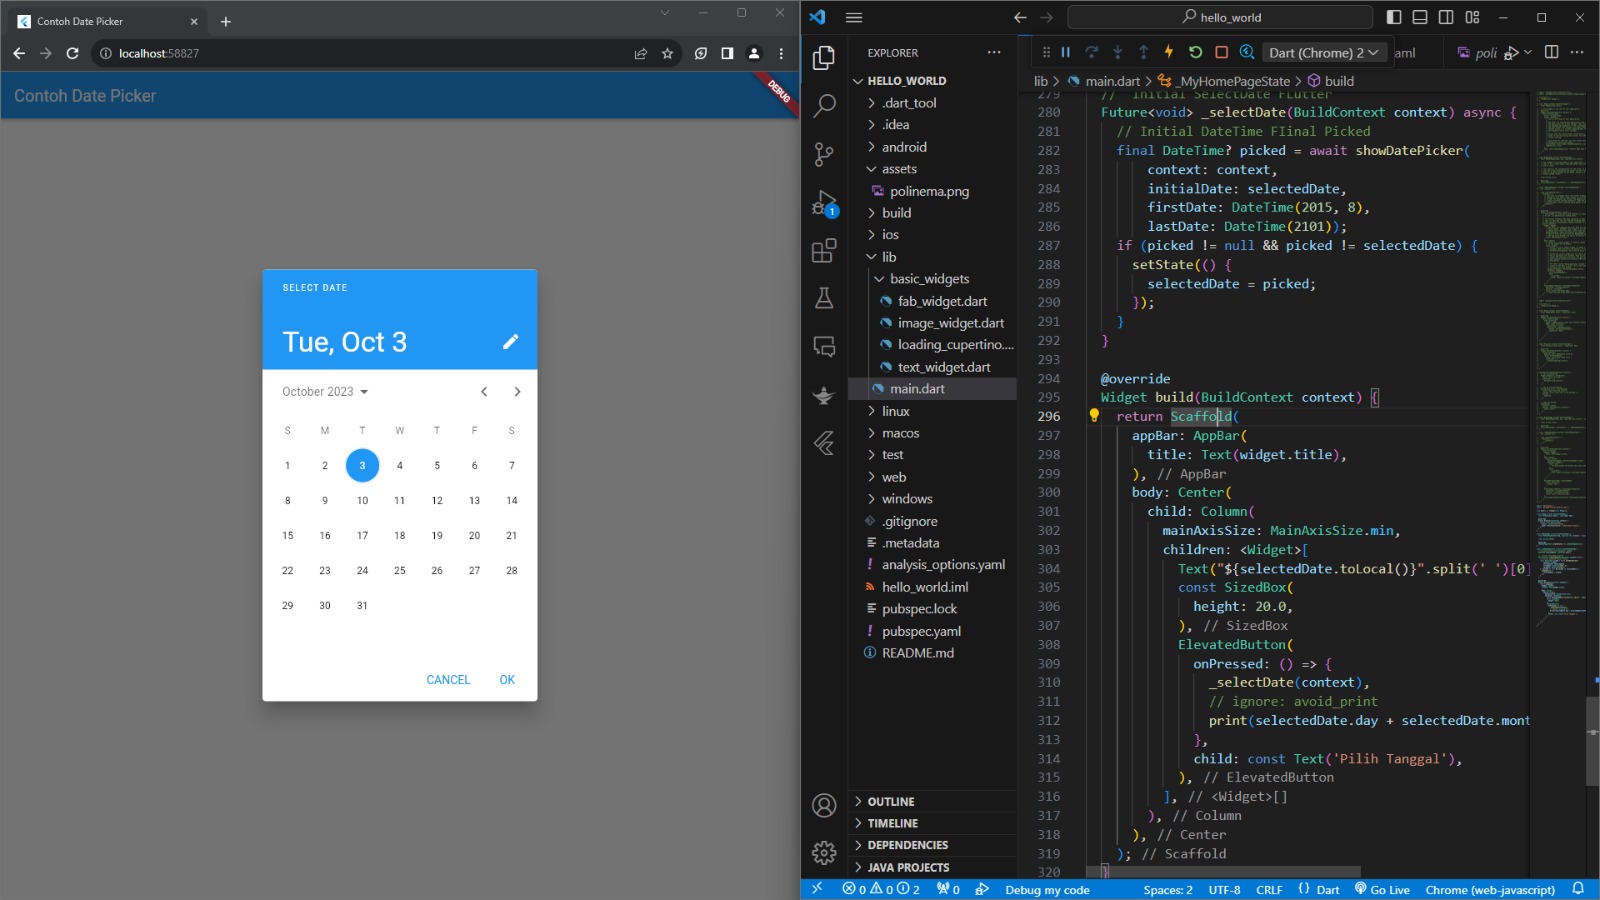 Contoh Date Picker
localhost:58827
Contoh Date Picker
DEBUG
SELECT DATE
Tue, Oct 3
October 2023
S M T W T F S
1 2 3 4 5 6 7
8 9 10 11 12 13 14
15 16 17 18 19 20 21
22 23 24 25 26 27 28
29 30 31
CANCEL OK
hello_world
EXPLORER
HELLO_WORLD
.dart_tool
.idea
android
assets
polinema.png
build
ios
lib
basic_widgets
fab_widget.dart
image_widget.dart
loading_cupertino....
text_widget.dart
main.dart
linux
macos
test
web
windows
.gitignore
.metadata
analysis_options.yaml
hello_world.iml
pubspec.lock
pubspec.yaml
README.md
OUTLINE
TIMELINE
DEPENDENCIES
JAVA PROJECTS
1
Dart (Chrome) 2
aml
poli
lib > main.dart > _MyHomePageState > build
279 // Initial SelectDate FLutter
280 Future<void> _selectDate(BuildContext context) async {
281 // Initial DateTime FIinal Picked
282 final DateTime? picked = await showDatePicker(
283 context: context,
284 initialDate: selectedDate,
285 firstDate: DateTime(2015, 8),
286 lastDate: DateTime(2101));
287 if (picked != null && picked != selectedDate) {
288 setState(() {
289 selectedDate = picked;
290 });
291 }
292 }
293
294 @override
295 Widget build(BuildContext context) {
296 return Scaffold(
297 appBar: AppBar(
298 title: Text(widget.title),
299 ), // AppBar
300 body: Center(
301 child: Column(
302 mainAxisSize: MainAxisSize.min,
303 children: <Widget>[
304 Text("${selectedDate.toLocal()}".split(' ')[0]
305 const SizedBox(
306 height: 20.0,
307 ), // SizedBox
308 ElevatedButton(
309 onPressed: () => {
310 _selectDate(context),
311 // ignore: avoid_print
312 print(selectedDate.day + selectedDate.mont
313 },
314 child: const Text('Pilih Tanggal'),
315 ), // ElevatedButton
316 ], // <Widget>[]
317 ), // Column
318 ), // Center
319 ); // Scaffold
320 }
0 0 2 0 Debug my code Spaces: 2 UTF-8 CRLF {} Dart Go Live Chrome (web-javascript)